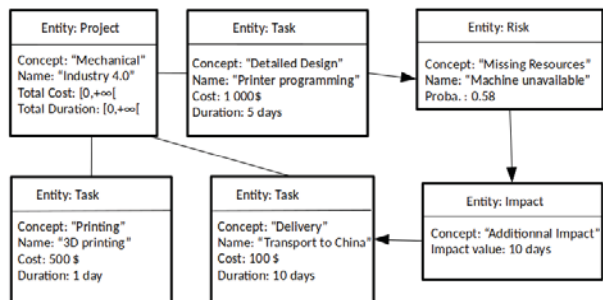 Entity: Project
Concept: “Mechanical”
Name: “Industry 4.0”
Total Cost: [0,+∞[
Total Duration: [0,+∞[
Entity: Task
Concept: “Detailed Design”
Name: “Printer programming”
Cost: 1 000$
Duration: 5 days
Entity: Risk
Concept: “Missing Resources”
Name: “Machine unavailable”
Proba. : 0.58
Entity: Task
Concept: “Printing”
Name: “3D printing”
Cost: 500 $
Duration: 1 day
Entity: Task
Concept: “Delivery”
Name: “Transport to China”
Cost: 100 $
Duration: 10 days
Entity: Impact
Concept: “Additionnal Impact”
Impact value: 10 days